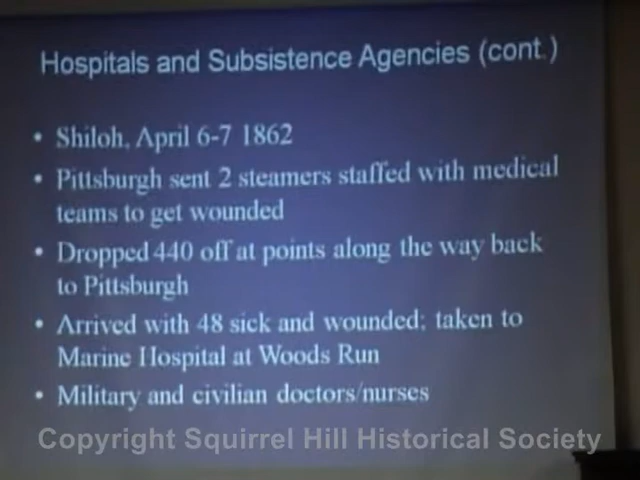 Hospitals and Subsistence Agencies (cont.)
• Shiloh, April 6-7 1862
• Pittsburgh sent 2 steamers staffed with medical
teams to get wounded
• Dropped 440 off at points along the way back
to Pittsburgh
• Arrived with 48 sick and wounded; taken to
Marine Hospital at Woods Run
• Military and civilian doctors/nurses
Copyright Squirrel Hill Historical Society